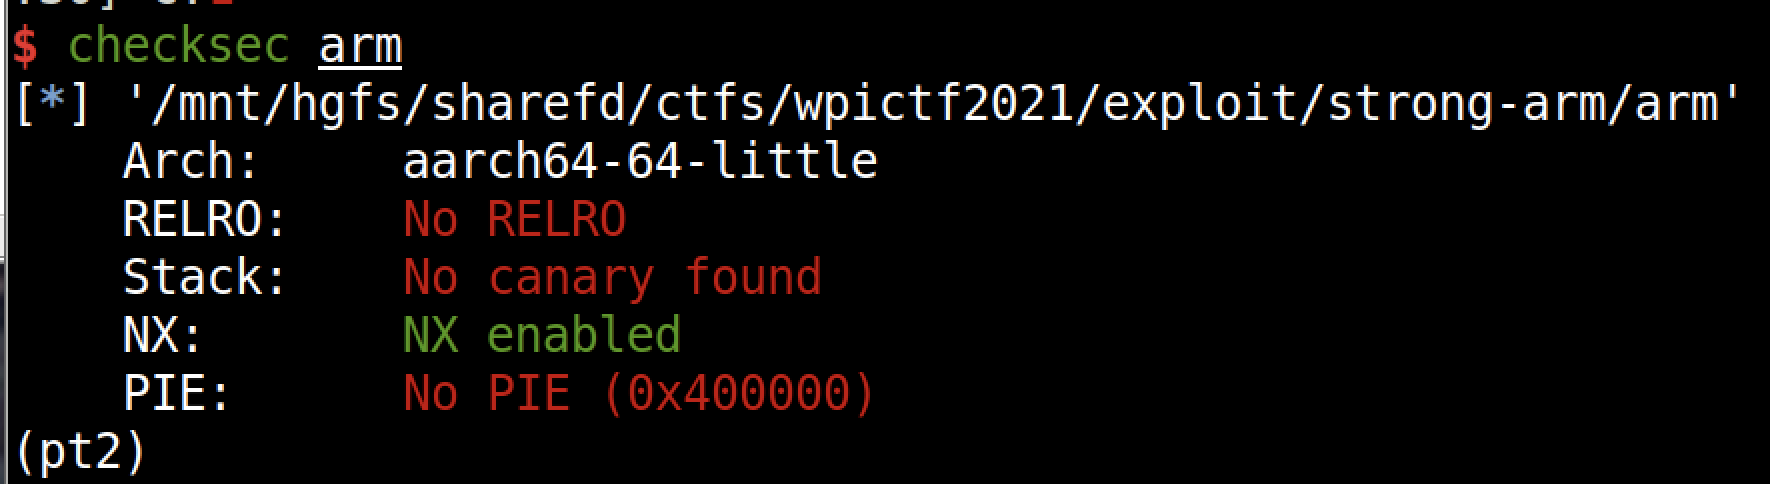 $ checksec arm
[*] '/mnt/hgfs/sharefd/ctfs/wpictf2021/exploit/strong-arm/arm'
    Arch:     aarch64-64-little
    RELRO:    No RELRO
    Stack:    No canary found
    NX:       NX enabled
    PIE:      No PIE (0x400000)
(pt2)